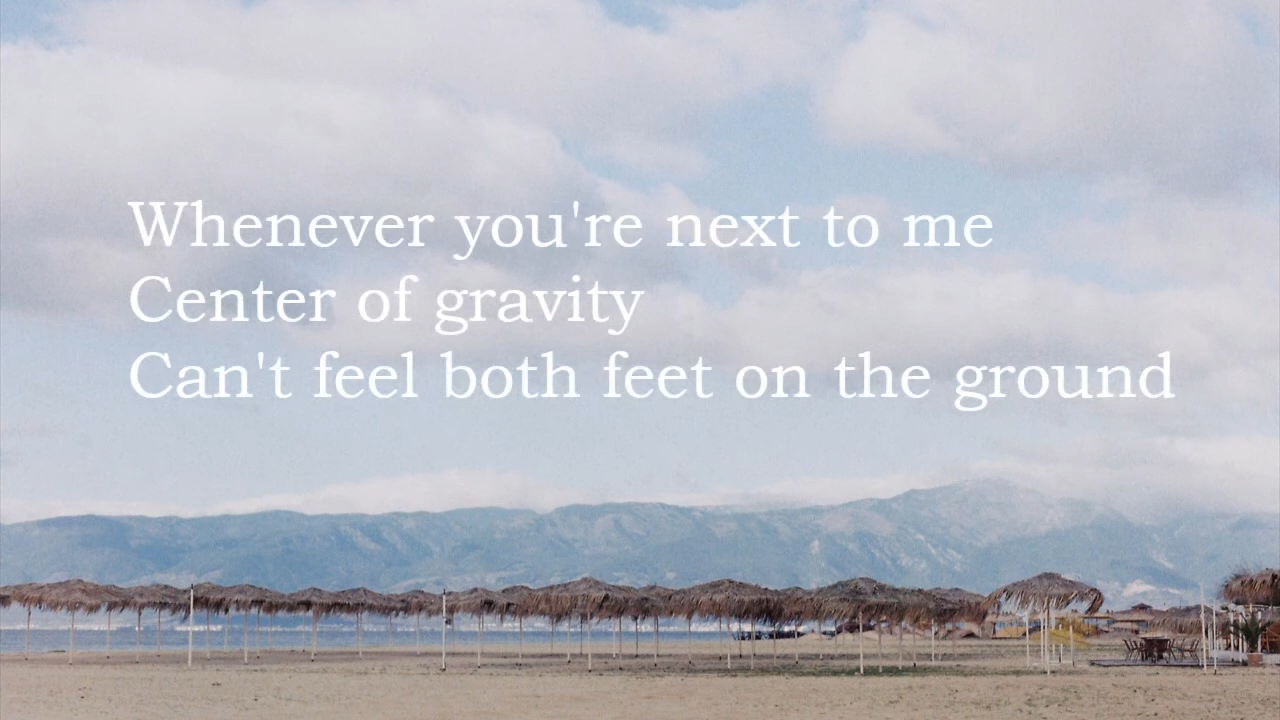 Whenever you're next to me
Center of gravity
Can't feel both feet on the ground